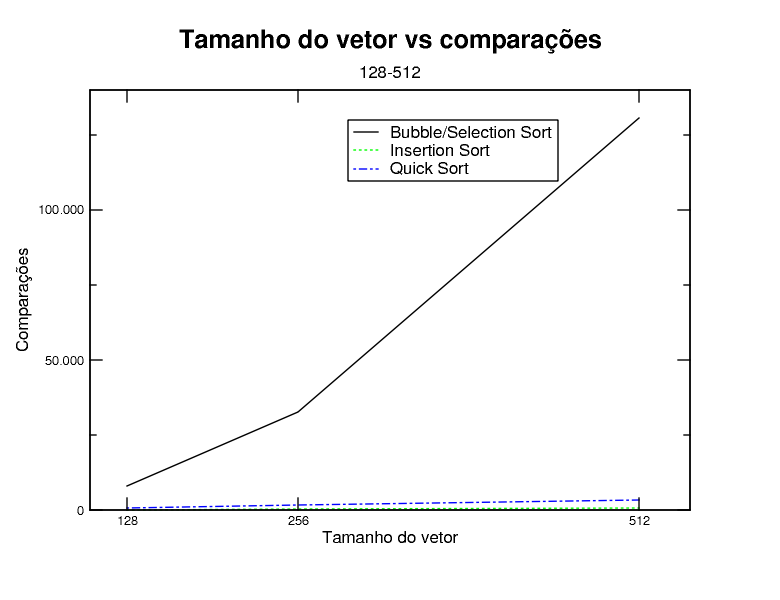 Tamanho do vetor vs comparações
128-512
Bubble/Selection Sort
Insertion Sort
Quick Sort
100.000
50.000
0
Comparações
128
256
512
Tamanho do vetor